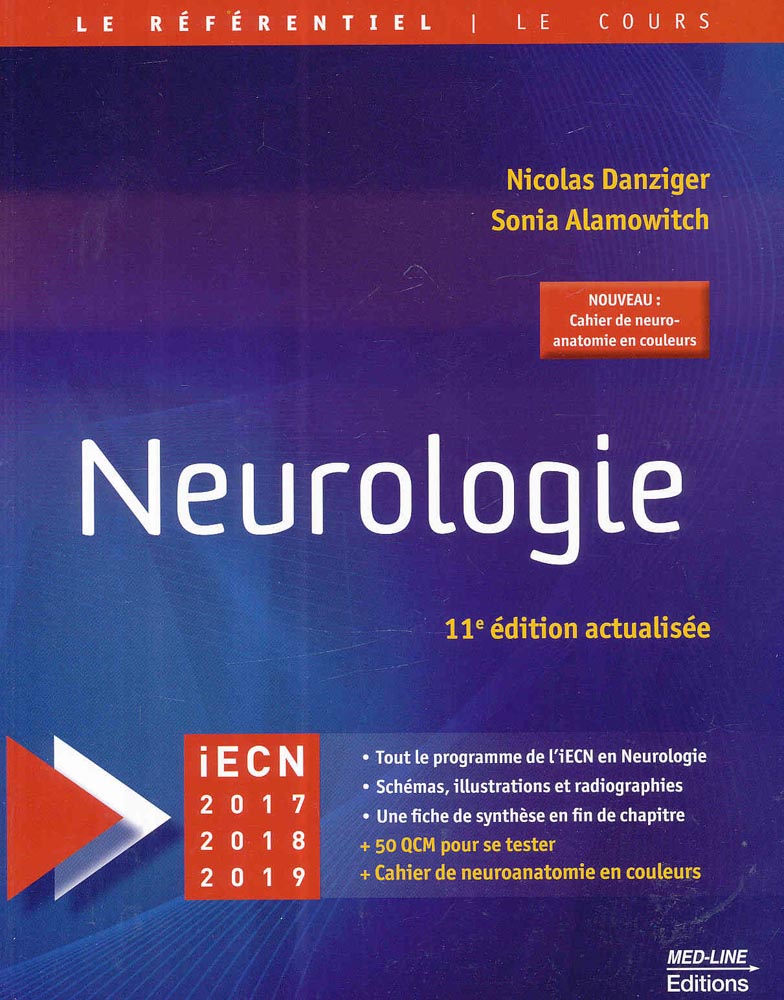 LE RÉFÉRENTIEL | LE COURS
Nicolas Danziger
Sonia Alamowitch
NOUVEAU :
Cahier de neuro-
anatomie en couleurs
Neurologie
11e édition actualisée
iECN
2017
2018
2019
• Tout le programme de l'iECN en Neurologie
• Schémas, illustrations et radiographies
• Une fiche de synthèse en fin de chapitre
+ 50 QCM pour se tester
+ Cahier de neuroanatomie en couleurs
MED-LINE
Editions